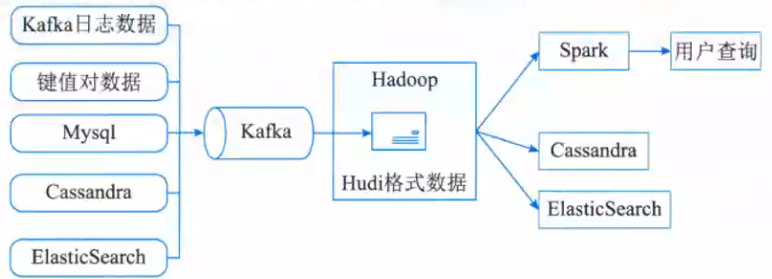 Kafka日志数据
键值对数据
Mysql
Cassandra
ElasticSearch
Kafka
Hadoop
Hudi格式数据
Spark
用户查询
Cassandra
ElasticSearch